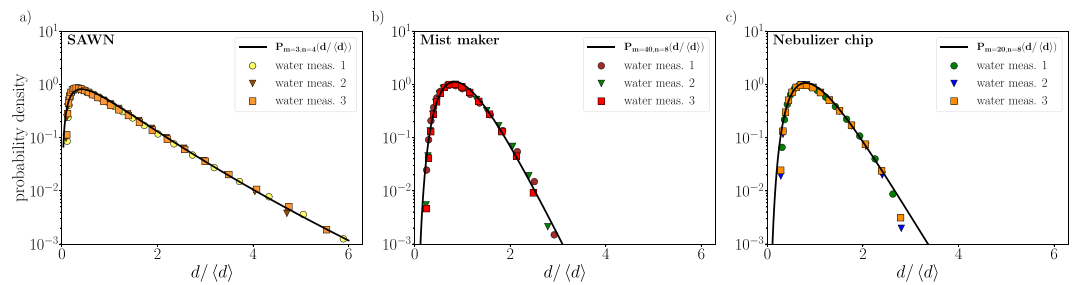 a)
SAWN
P_{m=3,n=4}(d/⟨d⟩)
water meas. 1
water meas. 2
water meas. 3
probability density
10^1
10^0
10^{-1}
10^{-2}
10^{-3}
0 2 4 6
d/ ⟨d⟩
b)
Mist maker
P_{m=40,n=8}(d/⟨d⟩)
water meas. 1
water meas. 2
water meas. 3
10^1
10^0
10^{-1}
10^{-2}
10^{-3}
0 2 4 6
d/ ⟨d⟩
c)
Nebulizer chip
P_{m=20,n=8}(d/⟨d⟩)
water meas. 1
water meas. 2
water meas. 3
10^1
10^0
10^{-1}
10^{-2}
10^{-3}
0 2 4 6
d/ ⟨d⟩